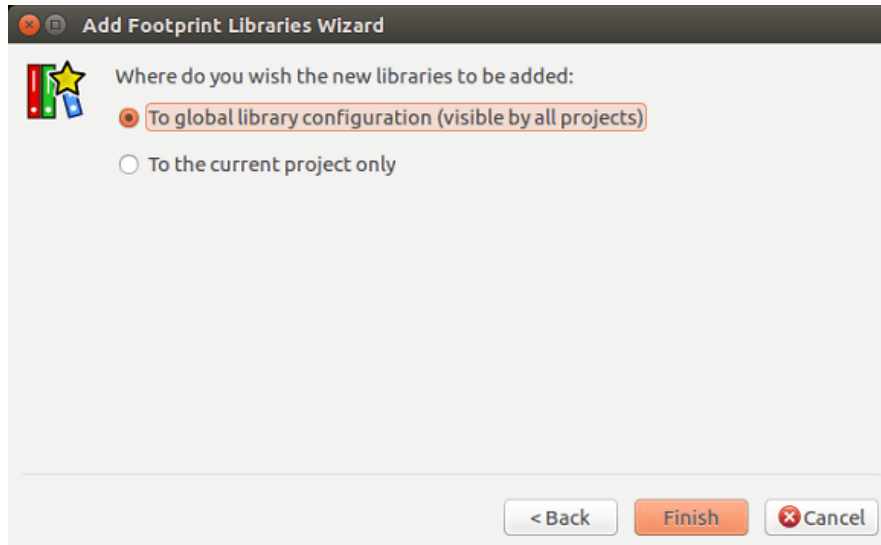 Add Footprint Libraries Wizard
Where do you wish the new libraries to be added:
To global library configuration (visible by all projects)
To the current project only
< Back Finish Cancel